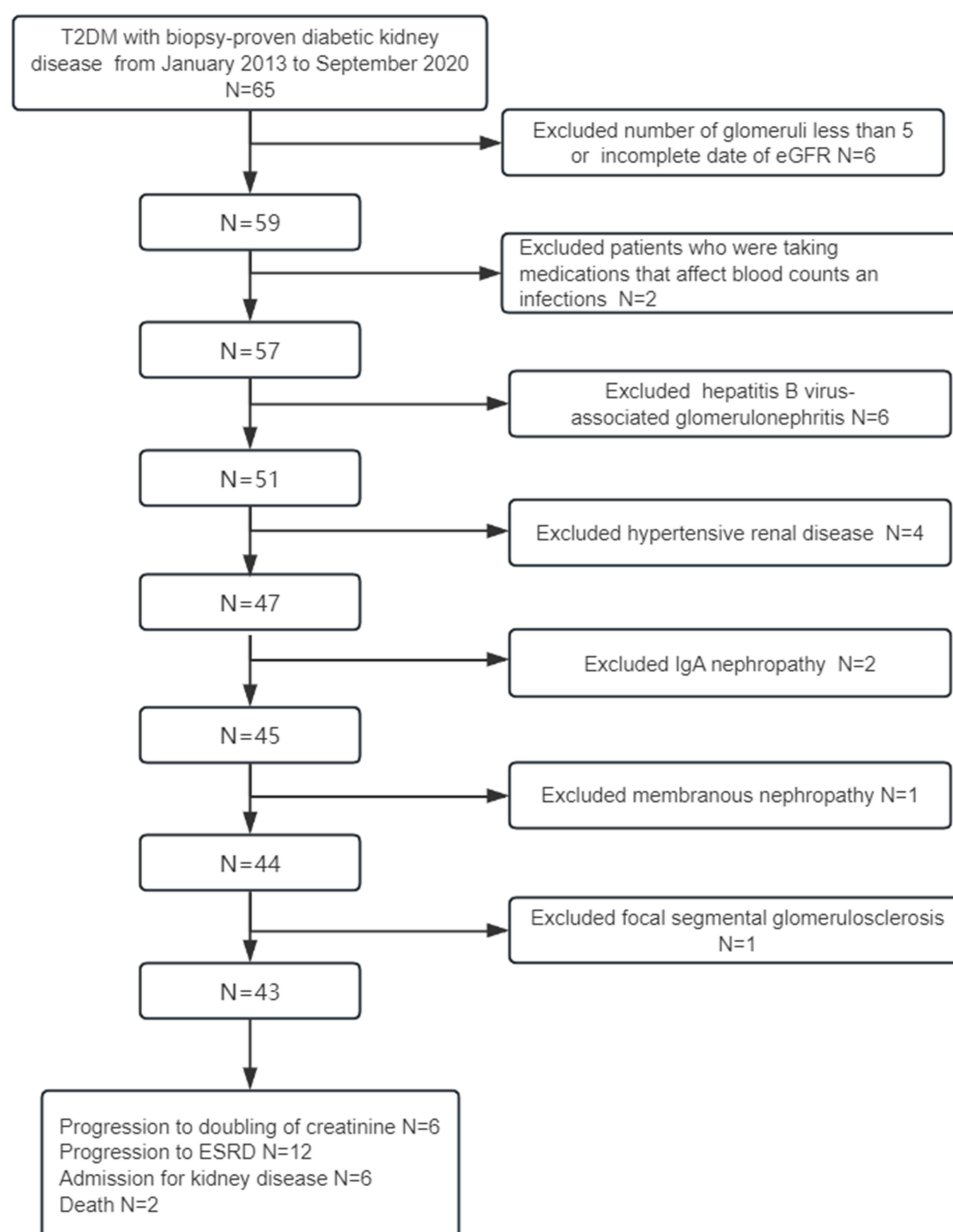 T2DM with biopsy-proven diabetic kidney
disease from January 2013 to September 2020
N=65
Excluded number of glomeruli less than 5
or incomplete date of eGFR N=6
N=59
Excluded patients who were taking
medications that affect blood counts an
infections N=2
N=57
Excluded hepatitis B virus-
associated glomerulonephritis N=6
N=51
Excluded hypertensive renal disease N=4
N=47
Excluded IgA nephropathy N=2
N=45
Excluded membranous nephropathy N=1
N=44
Excluded focal segmental glomerulosclerosis
N=1
N=43
Progression to doubling of creatinine N=6
Progression to ESRD N=12
Admission for kidney disease N=6
Death N=2